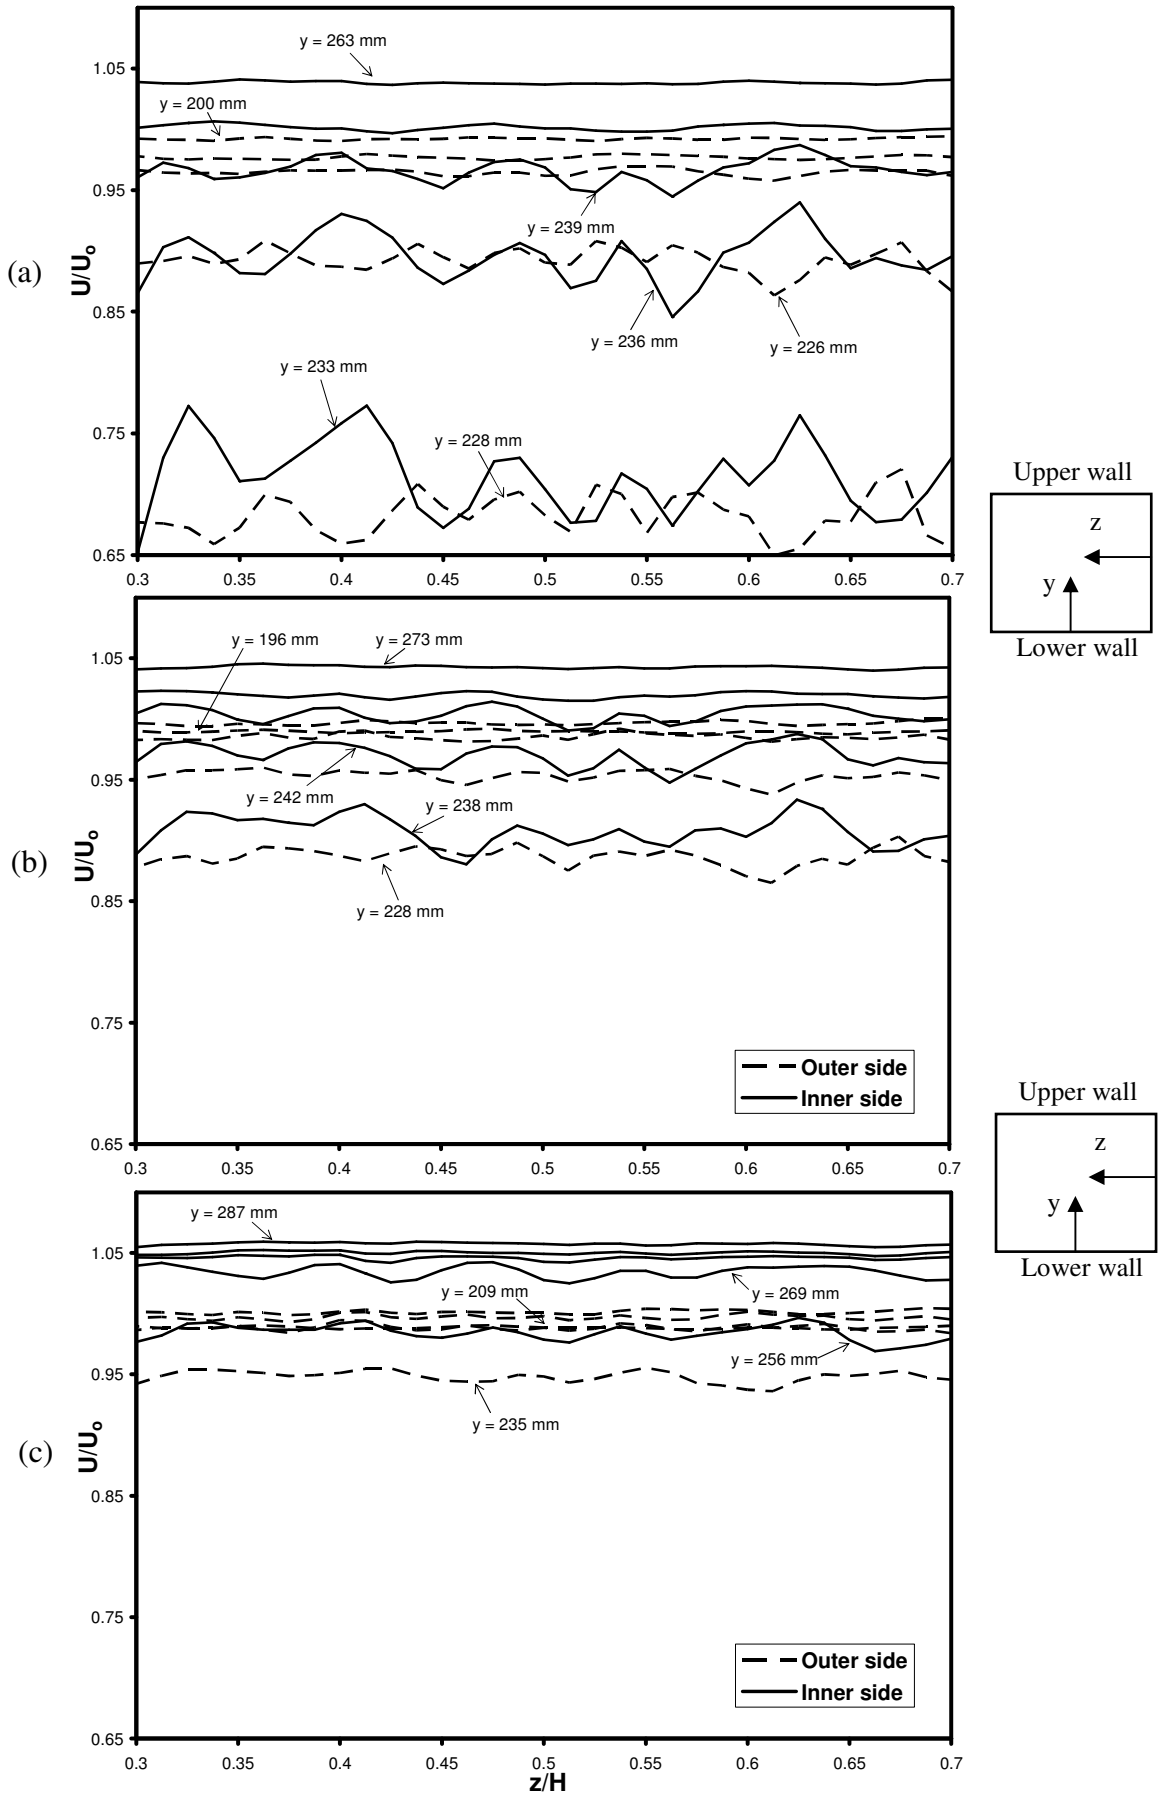 y = 263 mm
1.05
y = 200 mm
0.95
y = 239 mm
(a)
U/Uo
0.85
y = 236 mm
y = 226 mm
y = 233 mm
0.75
y = 228 mm
0.65
0.3 0.35 0.4 0.45 0.5 0.55 0.6 0.65 0.7
Upper wall
z
y
Lower wall
y = 196 mm
y = 273 mm
1.05
0.95
y = 242 mm
y = 238 mm
(b)
U/Uo
0.85
y = 228 mm
0.75
Outer side
Inner side
0.65
0.3 0.35 0.4 0.45 0.5 0.55 0.6 0.65 0.7
Upper wall
z
y
Lower wall
y = 287 mm
1.05
y = 209 mm
y = 269 mm
y = 256 mm
0.95
y = 235 mm
(c)
U/Uo
0.85
0.75
Outer side
Inner side
0.65
0.3 0.35 0.4 0.45 0.5 0.55 0.6 0.65 0.7
z/H